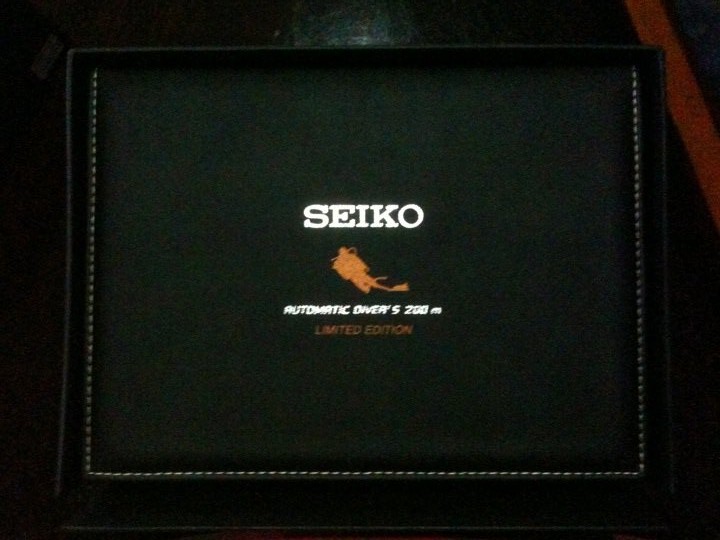 SEIKO
AUTOMATIC DIVER'S 200 m
LIMITED EDITION